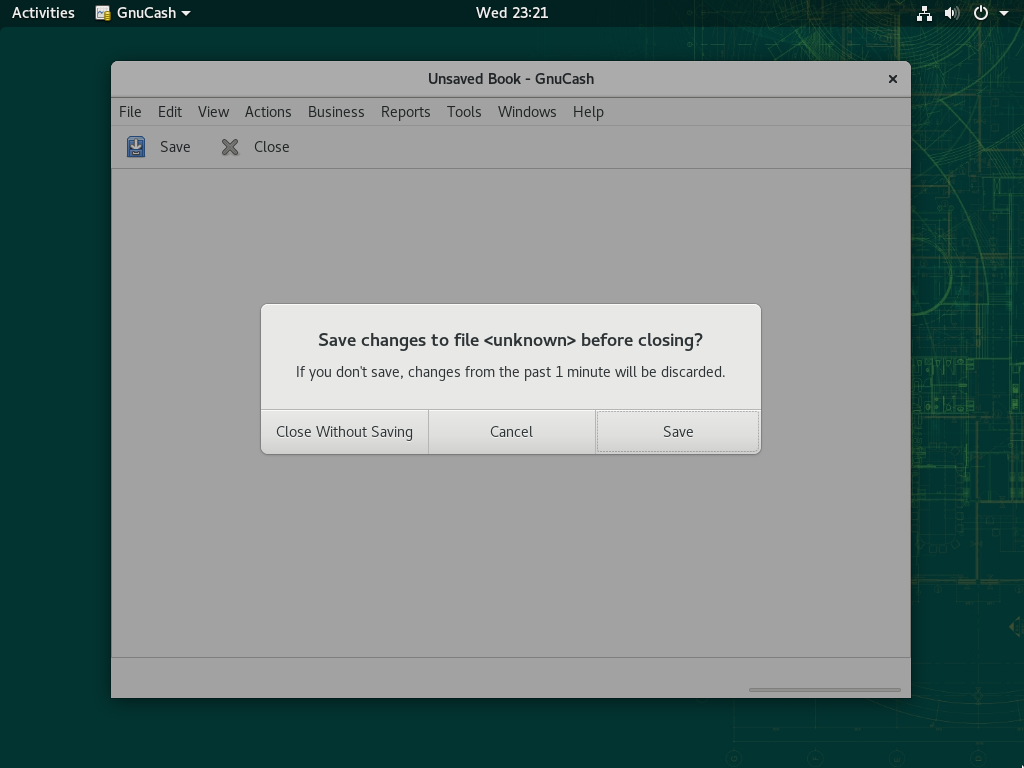 Activities GnuCash Wed 23:21
Unsaved Book - GnuCash
File Edit View Actions Business Reports Tools Windows Help
Save Close
Save changes to file <unknown> before closing?
If you don't save, changes from the past 1 minute will be discarded.
Close Without Saving Cancel Save